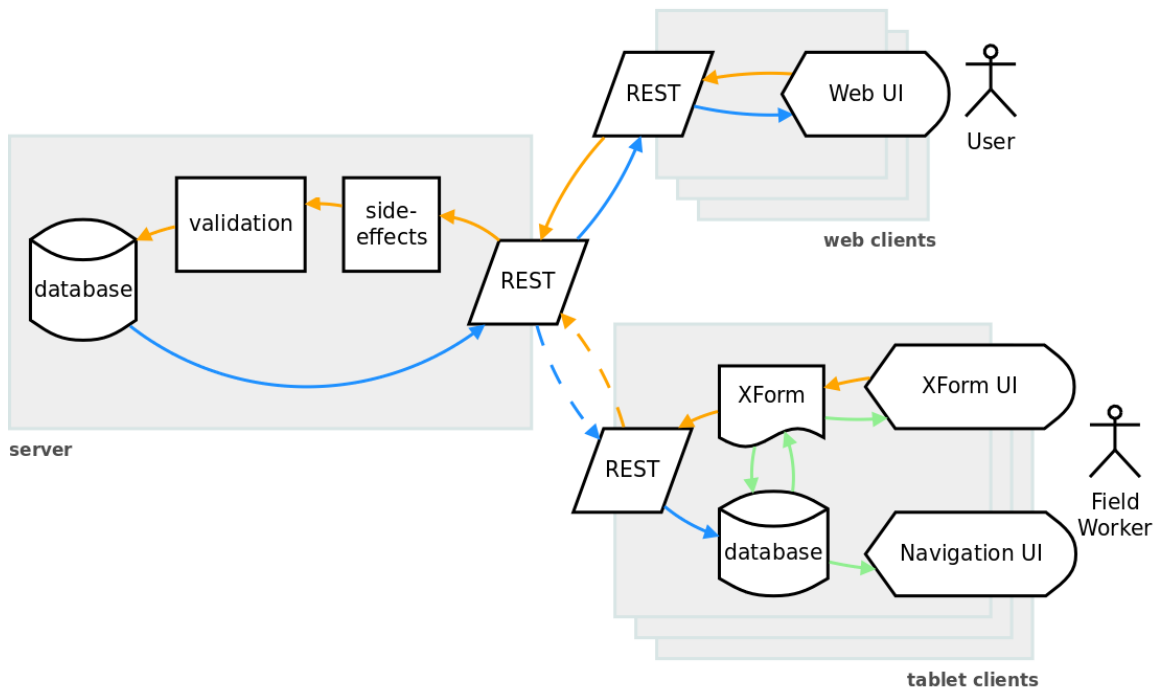 REST
Web UI
User
web clients
side-
effects
validation
database
REST
server
XForm
XForm UI
REST
database
Navigation UI
Field
Worker
tablet clients